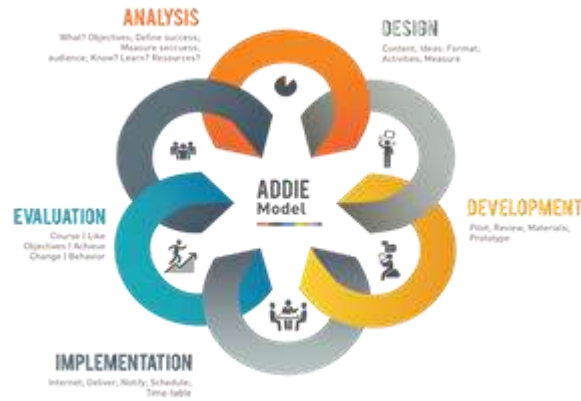 ANALYSIS
What? Objectives; Define success;
Measure seccuess;
audience; Know? Learn? Resources?
DESIGN
Content, Ideas: Format,
Activities, Measure
ADDIE
Model
EVALUATION
Course | Like
Objectives | Achieve
Change | Behavior
DEVELOPMENT
Pilot, Review, Materials,
Prototype
IMPLEMENTATION
Internet, Deliver, Notify, Schedule;
Time-table